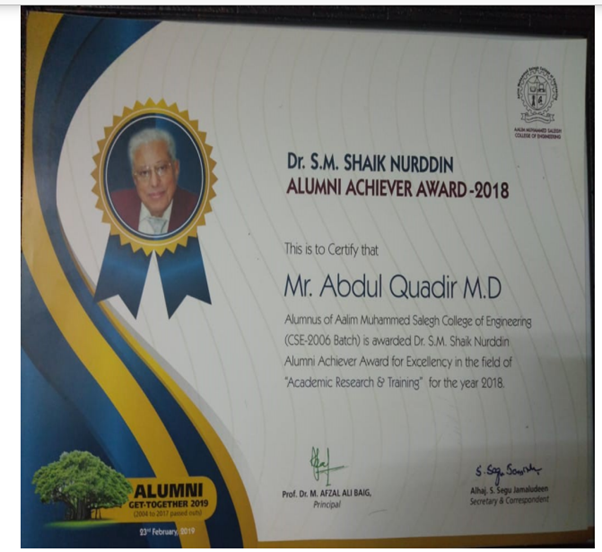 AALIM MUHAMMED SALEGH
COLLEGE OF ENGINEERING
Dr. S.M. SHAIK NURDDIN
ALUMNI ACHIEVER AWARD -2018
This is to Certify that
Mr. Abdul Quadir M.D
Alumnus of Aalim Muhammed Salegh College of Engineering
(CSE-2006 Batch) is awarded Dr. S.M. Shaik Nurddin
Alumni Achiever Award for Excellency in the field of
"Academic Research & Training" for the year 2018.
Prof. Dr. M. AFZAL ALI BAIG,
Principal
S. Segu Jamalu
Alhaj. S. Segu Jamaludeen
Secretary & Correspondent
ALUMNI
GET-TOGETHER 2019
(2004 to 2017 passed outs)
23rd February, 2019